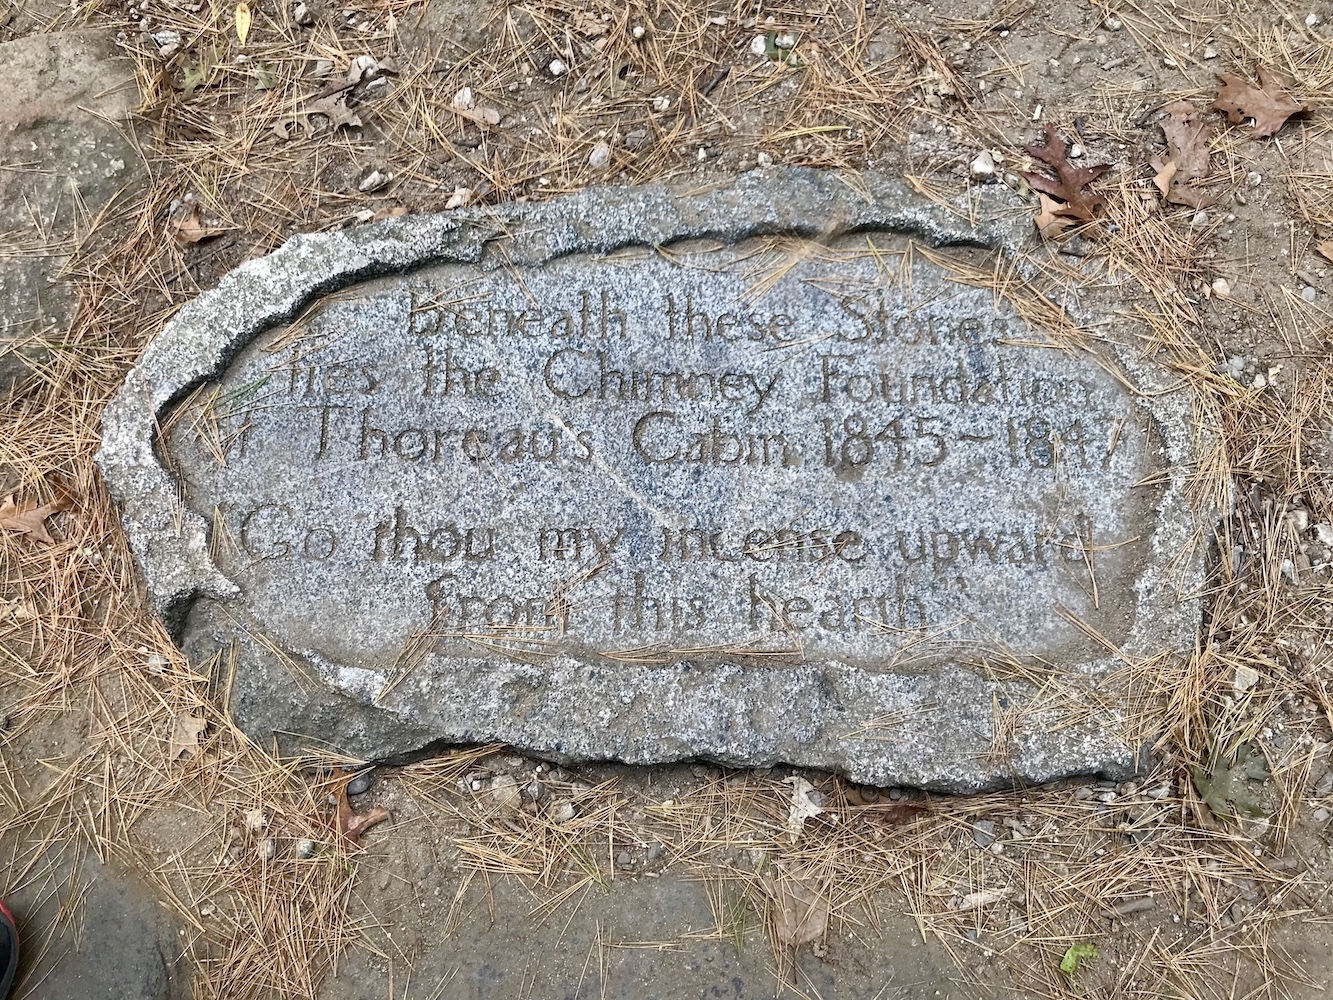 beneath these Stones
lies the Chimney Foundation
of Thoreau's Cabin 1845~1847
"Go thou my incense upward
from this hearth"